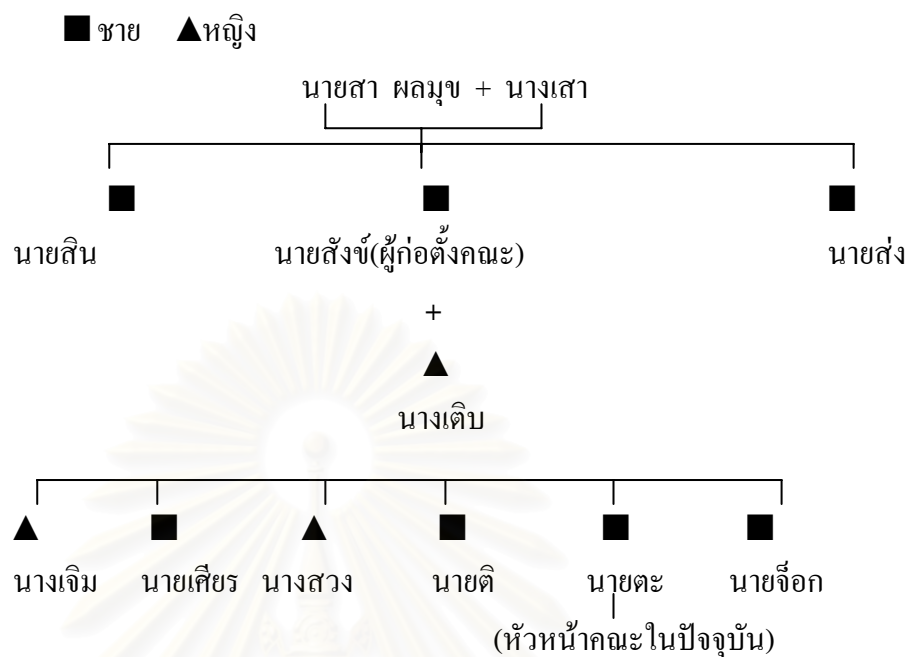 ■ ชาย ▲หญิง
นายสา ผลมุข + นางเสา
นายสิน นายสังข์(ผู้ก่อตั้งคณะ) นายส่ง
+
นางเติบ
นางเจิม นายเศียร นางสวง นายติ นายตะ นายจ็อก
(หัวหน้าคณะในปัจจุบัน)